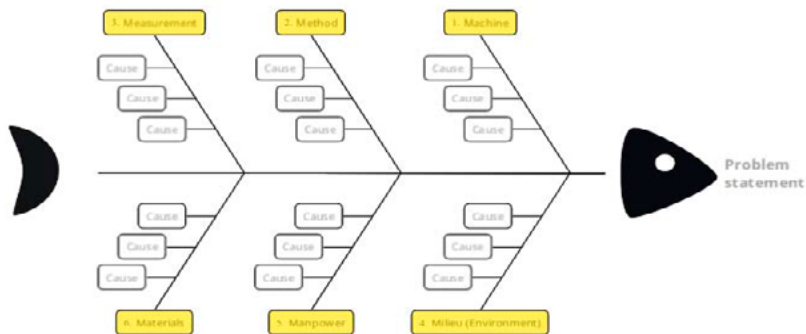 3. Measurement
2. Method
1. Machine
Cause
Cause
Cause
Cause
Cause
Cause
Cause
Cause
Cause
Problem
statement
Cause
Cause
Cause
Cause
Cause
Cause
Cause
Cause
Cause
6. Materials
5. Manpower
4. Milieu (Environment)